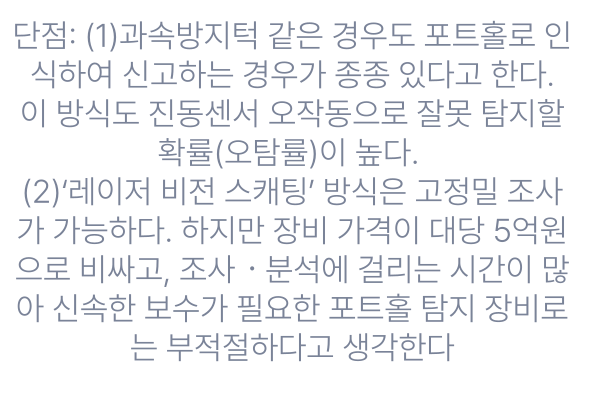 단점: (1)과속방지턱 같은 경우도 포트홀로 인
식하여 신고하는 경우가 종종 있다고 한다.
이 방식도 진동센서 오작동으로 잘못 탐지할
확률(오탐률)이 높다.
(2)‘레이저 비전 스캐팅’ 방식은 고정밀 조사
가 가능하다. 하지만 장비 가격이 대당 5억원
으로 비싸고, 조사・분석에 걸리는 시간이 많
아 신속한 보수가 필요한 포트홀 탐지 장비로
는 부적절하다고 생각한다